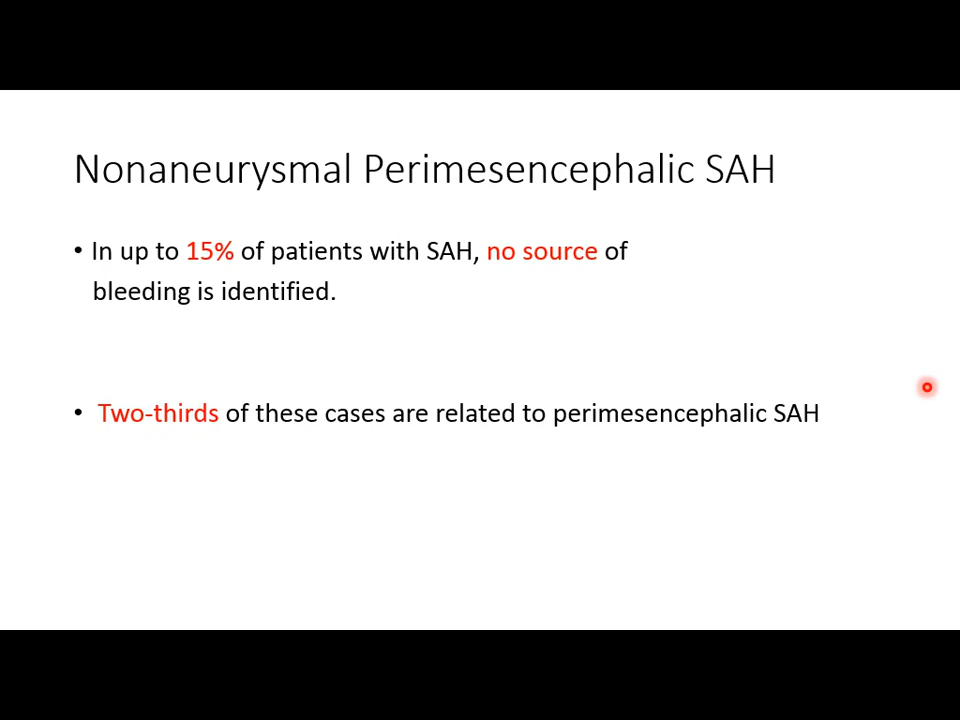 Nonaneurysmal Perimesencephalic SAH
• In up to 15% of patients with SAH, no source of
bleeding is identified.
• Two-thirds of these cases are related to perimesencephalic SAH